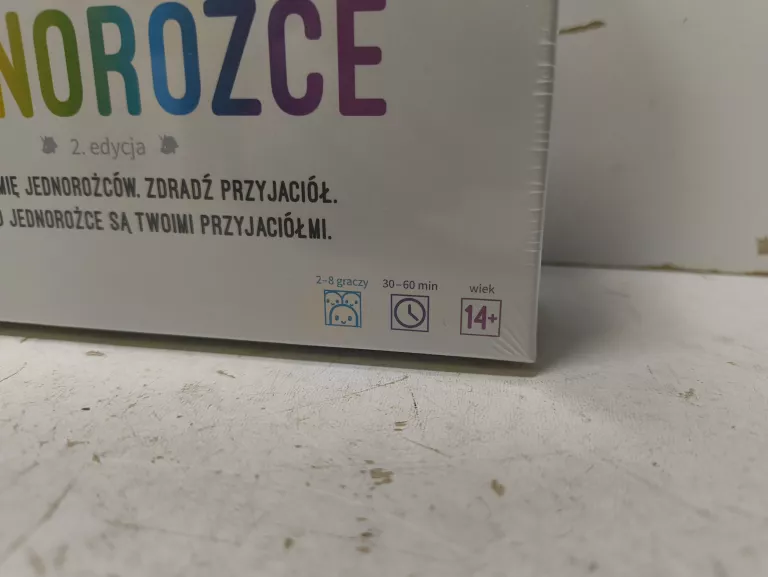 NOROŻCE
2. edycja
MIĘ JEDNOROŻCÓW. ZDRADŹ PRZYJACIÓŁ.
JEDNOROŻCE SĄ TWOIMI PRZYJACIÓŁMI.
2–8 graczy 30–60 min wiek
14+